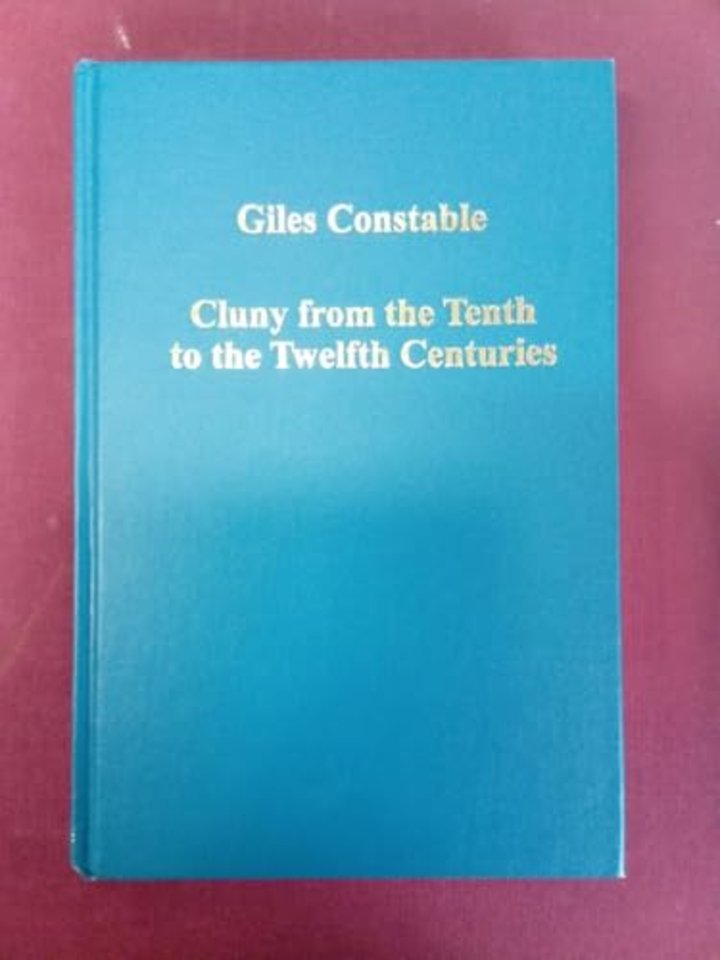 Giles Constable
Cluny from the Tenth
to the Twelfth Centuries